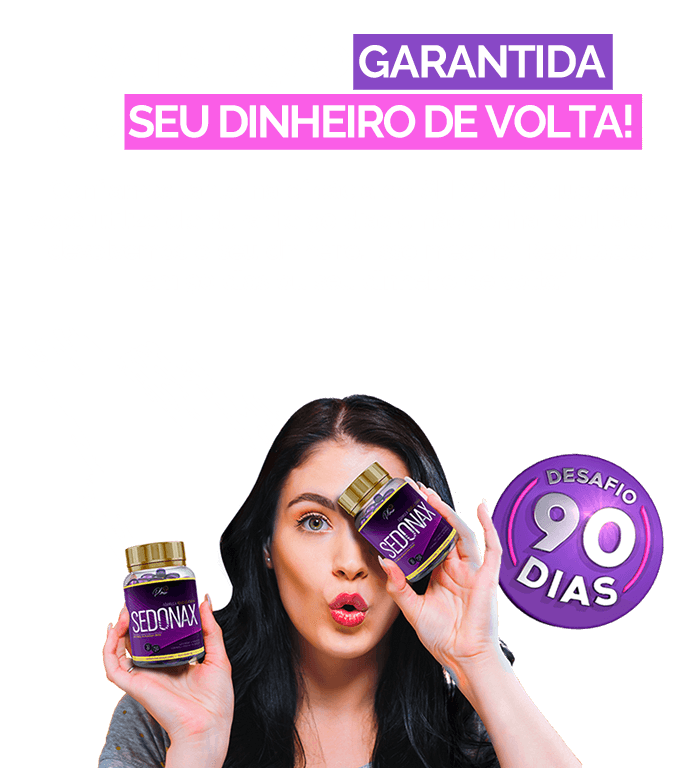 GARANTIDA
SEU DINHEIRO DE VOLTA!
DESAFIO
90
DIAS
SEDONAX
SEDONAX